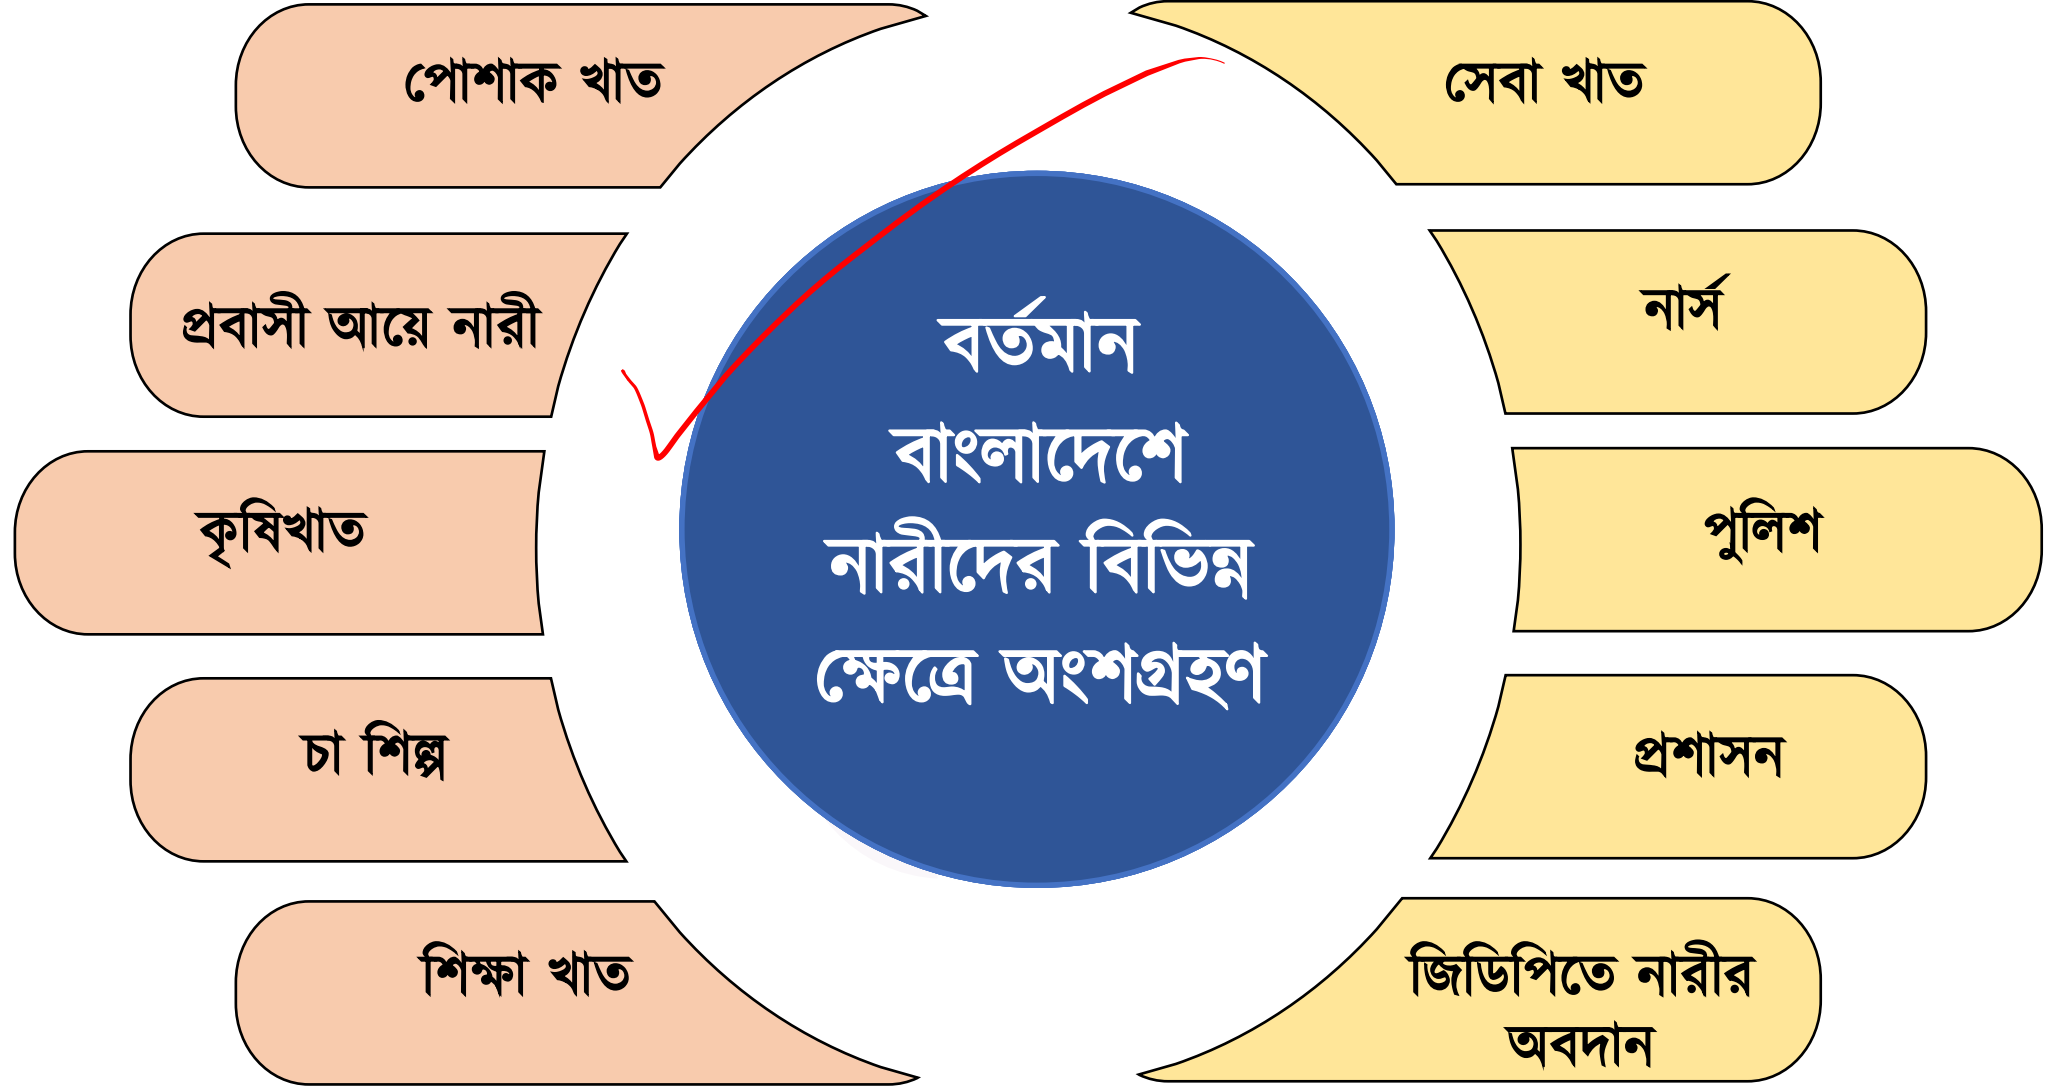 পোশাক খাত
প্রবাসী আয়ে নারী
কৃষিখাত
চা শিল্প
শিক্ষা খাত
বর্তমান
বাংলাদেশে
নারীদের বিভিন্ন
ক্ষেত্রে অংশগ্রহণ
সেবা খাত
নার্স
পুলিশ
প্রশাসন
জিডিপিতে নারীর
অবদান